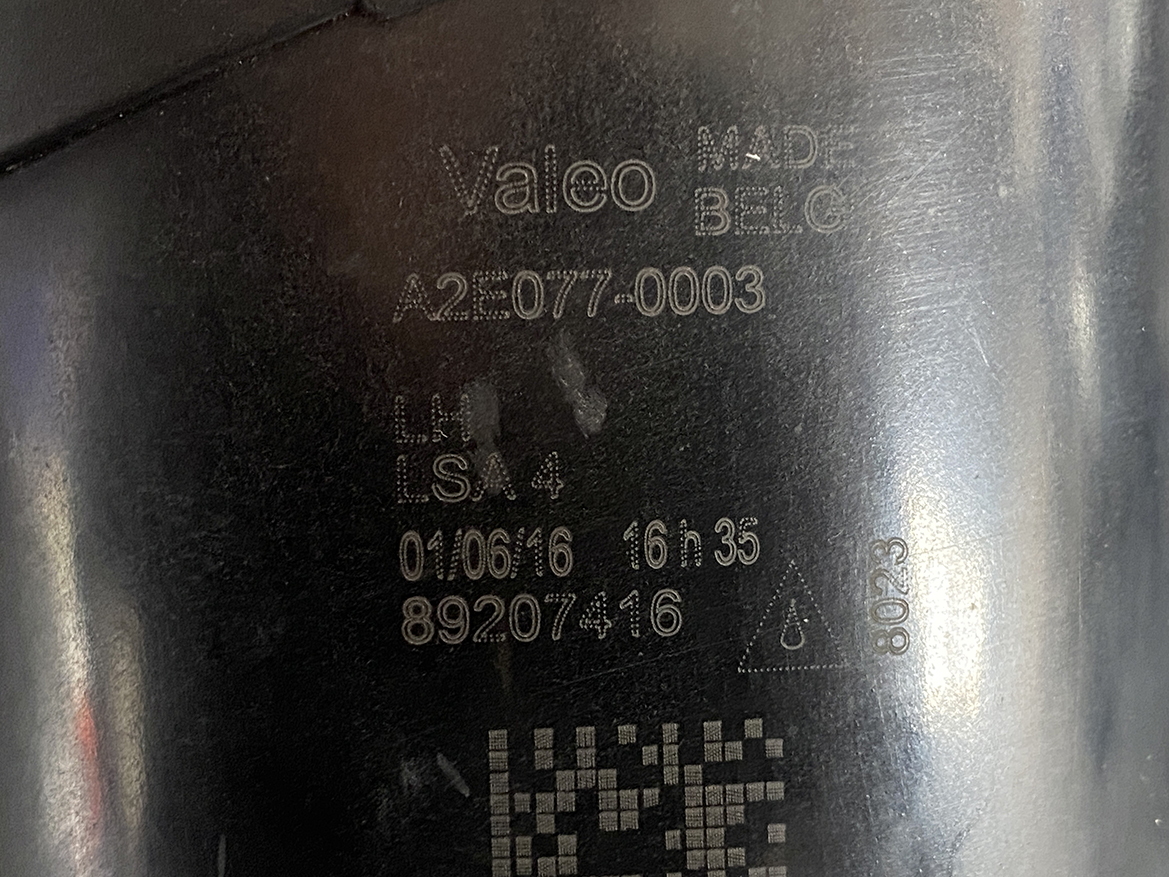 Valeo
MADE
BELG
A2E077-0003
LH
LSA 4
01/06/16 16 h 35
89207416
8023